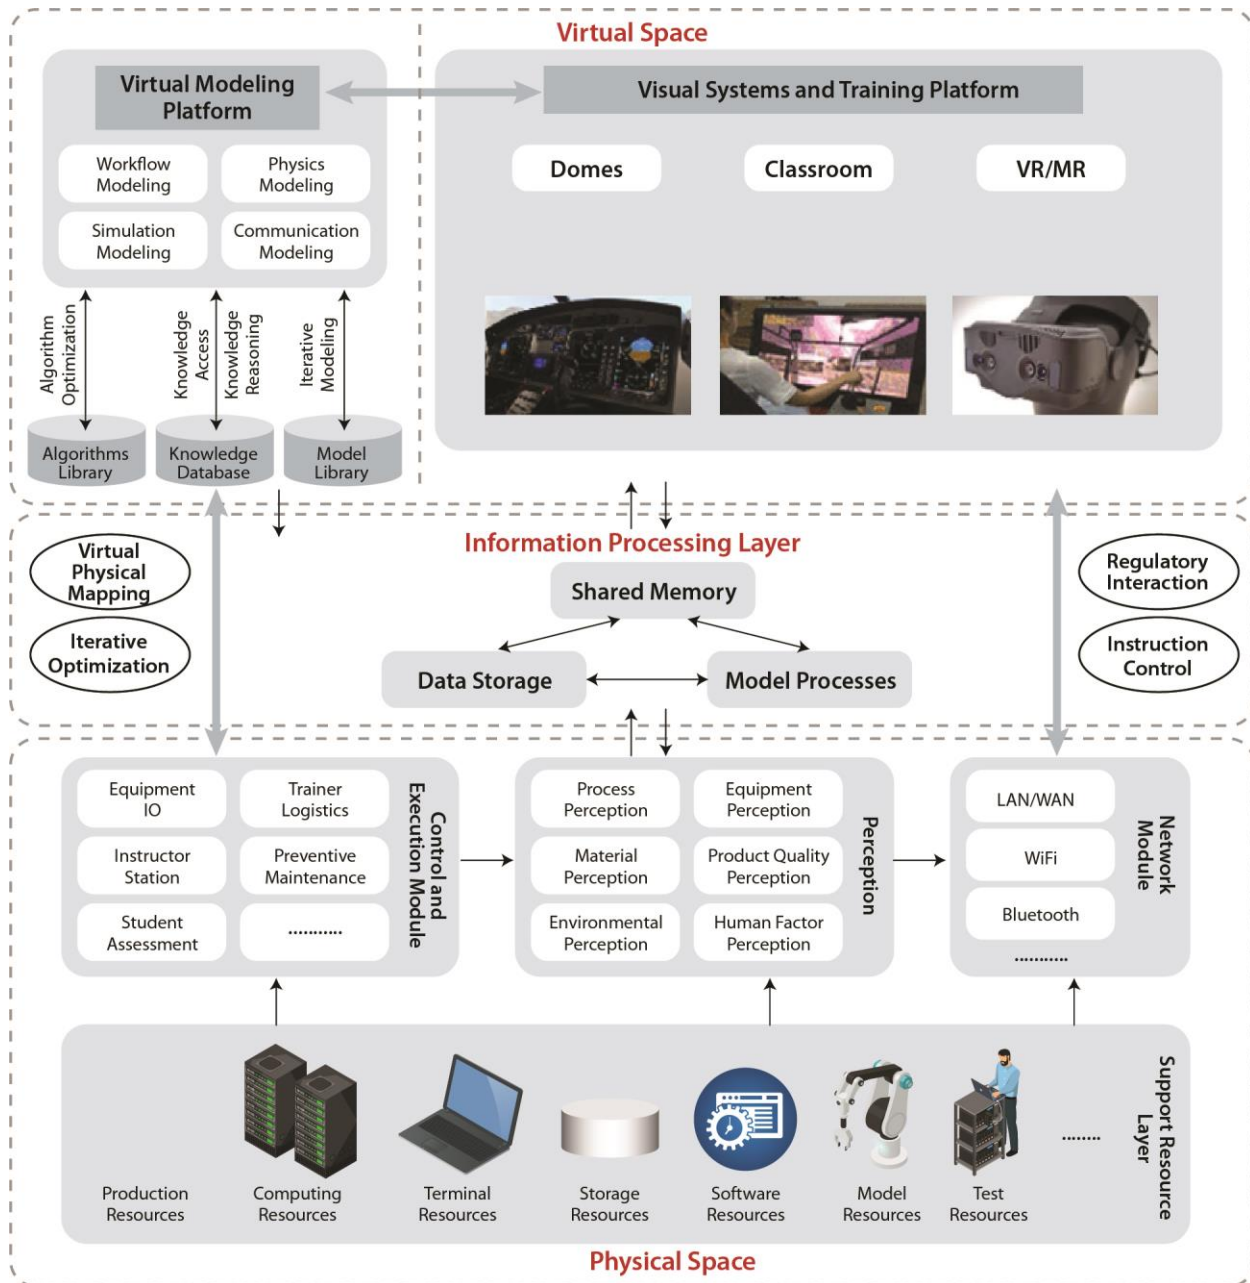 Virtual Space
Virtual Modeling
Platform
Visual Systems and Training Platform
Workflow
Modeling
Physics
Modeling
Simulation
Modeling
Communication
Modeling
Domes
Classroom
VR/MR
Algorithm
Optimization
Knowledge
Access
Knowledge
Reasoning
Iterative
Modeling
Algorithms
Library
Knowledge
Database
Model
Library
Information Processing Layer
Virtual
Physical
Mapping
Iterative
Optimization
Shared Memory
Data Storage
Model Processes
Regulatory
Interaction
Instruction
Control
Equipment
IO
Trainer
Logistics
Instructor
Station
Preventive
Maintenance
Student
Assessment
...........
Control and
Execution Module
Process
Perception
Equipment
Perception
Material
Perception
Product Quality
Perception
Environmental
Perception
Human Factor
Perception
Perception
LAN/WAN
WiFi
Bluetooth
...........
Network
Module
Production
Resources
Computing
Resources
Terminal
Resources
Storage
Resources
Software
Resources
Model
Resources
Test
Resources
........
Support Resource
Layer
Physical Space